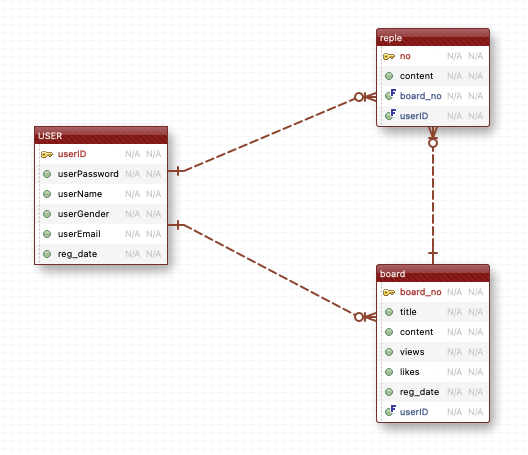 USER
userID N/A N/A
userPassword N/A N/A
userName N/A N/A
userGender N/A N/A
userEmail N/A N/A
reg_date N/A N/A
reple
no N/A N/A
content N/A N/A
board_no N/A N/A
userID N/A N/A
board
board_no N/A N/A
title N/A N/A
content N/A N/A
views N/A N/A
likes N/A N/A
reg_date N/A N/A
userID N/A N/A